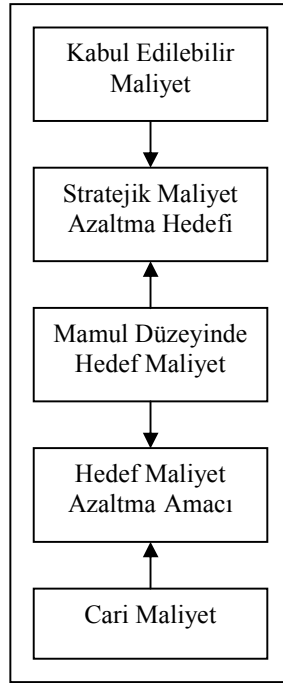 Kabul Edilebilir
Maliyet
Stratejik Maliyet
Azaltma Hedefi
Mamul Düzeyinde
Hedef Maliyet
Hedef Maliyet
Azaltma Amacı
Cari Maliyet